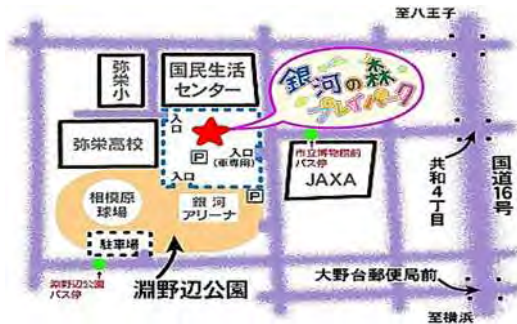 至八王子
弥栄小
国民生活
センター
銀河の森
プレイパーク
入口
弥栄高校
P
入口
(車専用)
市立博物館前
バス停
JAXA
共和4丁目
国道16号
入口
P
相模原
球場
銀河
アリーナ
駐車場
淵野辺公園
バス停
淵野辺公園
大野台郵便局前
至横浜